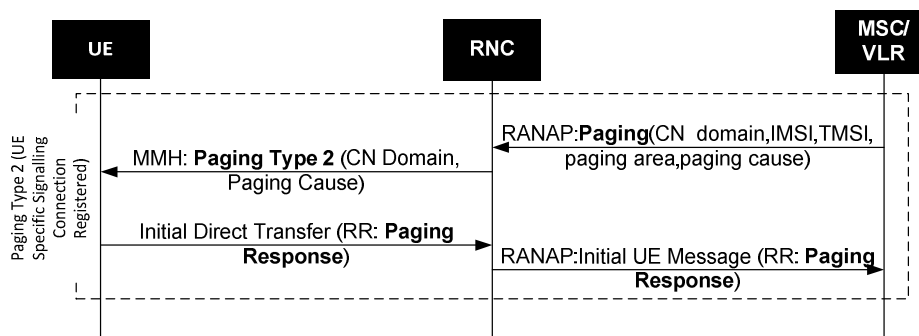 UE
RNC
MSC/
VLR
Paging Type 2 (UE
Specific Signalling
Connection
Registered)
RANAP:Paging(CN domain,IMSI,TMSI,
paging area,paging cause)
MMH: Paging Type 2 (CN Domain,
Paging Cause)
Initial Direct Transfer (RR: Paging
Response)
RANAP:Initial UE Message (RR: Paging
Response)